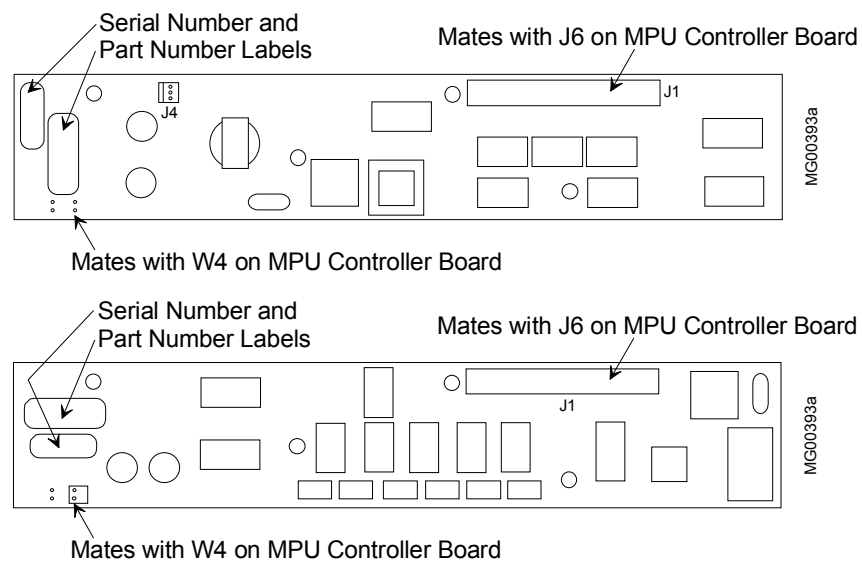 Serial Number and
Part Number Labels
Mates with J6 on MPU Controller Board
J4
J1
MG00393a
Mates with W4 on MPU Controller Board
Serial Number and
Part Number Labels
Mates with J6 on MPU Controller Board
J1
MG00393a
Mates with W4 on MPU Controller Board